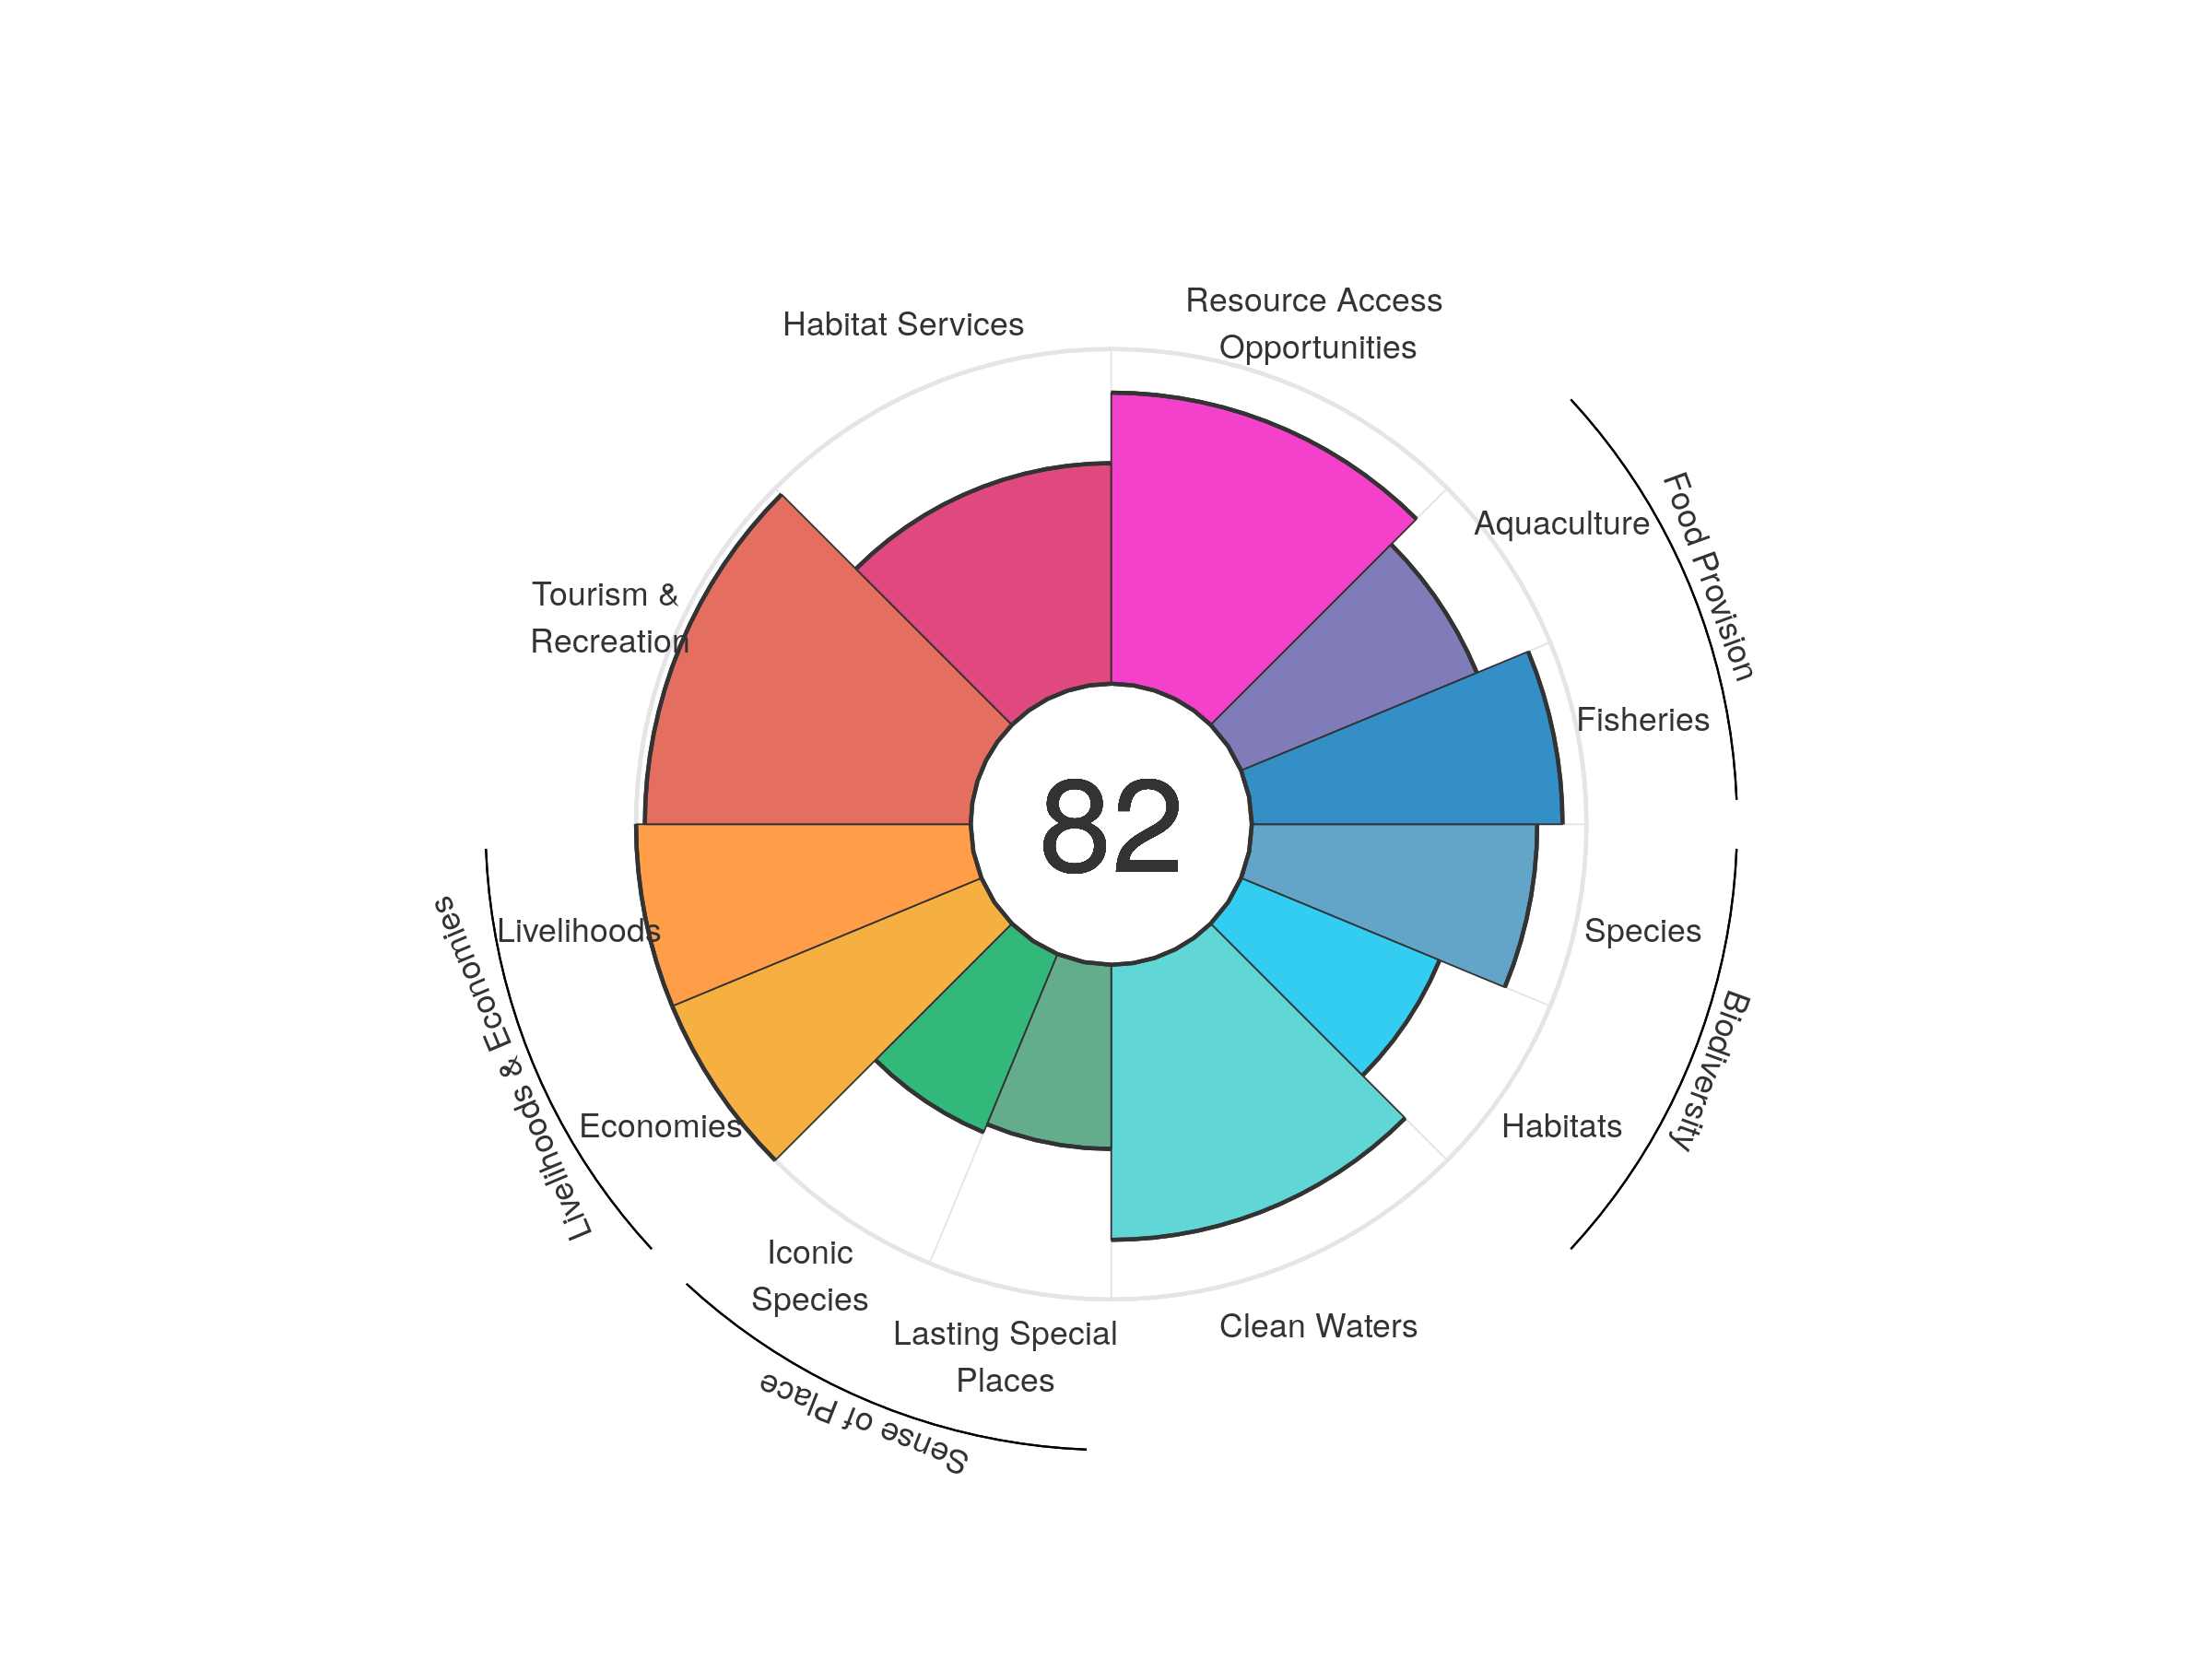 Resource Access
Opportunities
Habitat Services
Aquaculture
Food Provision
Tourism &
Recreation
Fisheries
82
Livelihoods
Species
Livelihoods & Economies
Biodiversity
Economies
Habitats
Iconic
Species
Lasting Special
Places
Clean Waters
Sense of Place